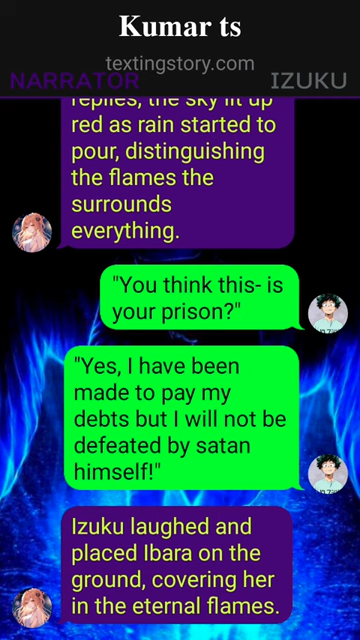 Kumar ts
textingstory.com
NARRATOR IZUKU
replies, the sky lit up
red as rain started to
pour, distinguishing
the flames the
surrounds
everything.
"You think this- is
your prison?"
"Yes, I have been
made to pay my
debts but I will not be
defeated by satan
himself!"
Izuku laughed and
placed Ibara on the
ground, covering her
in the eternal flames.